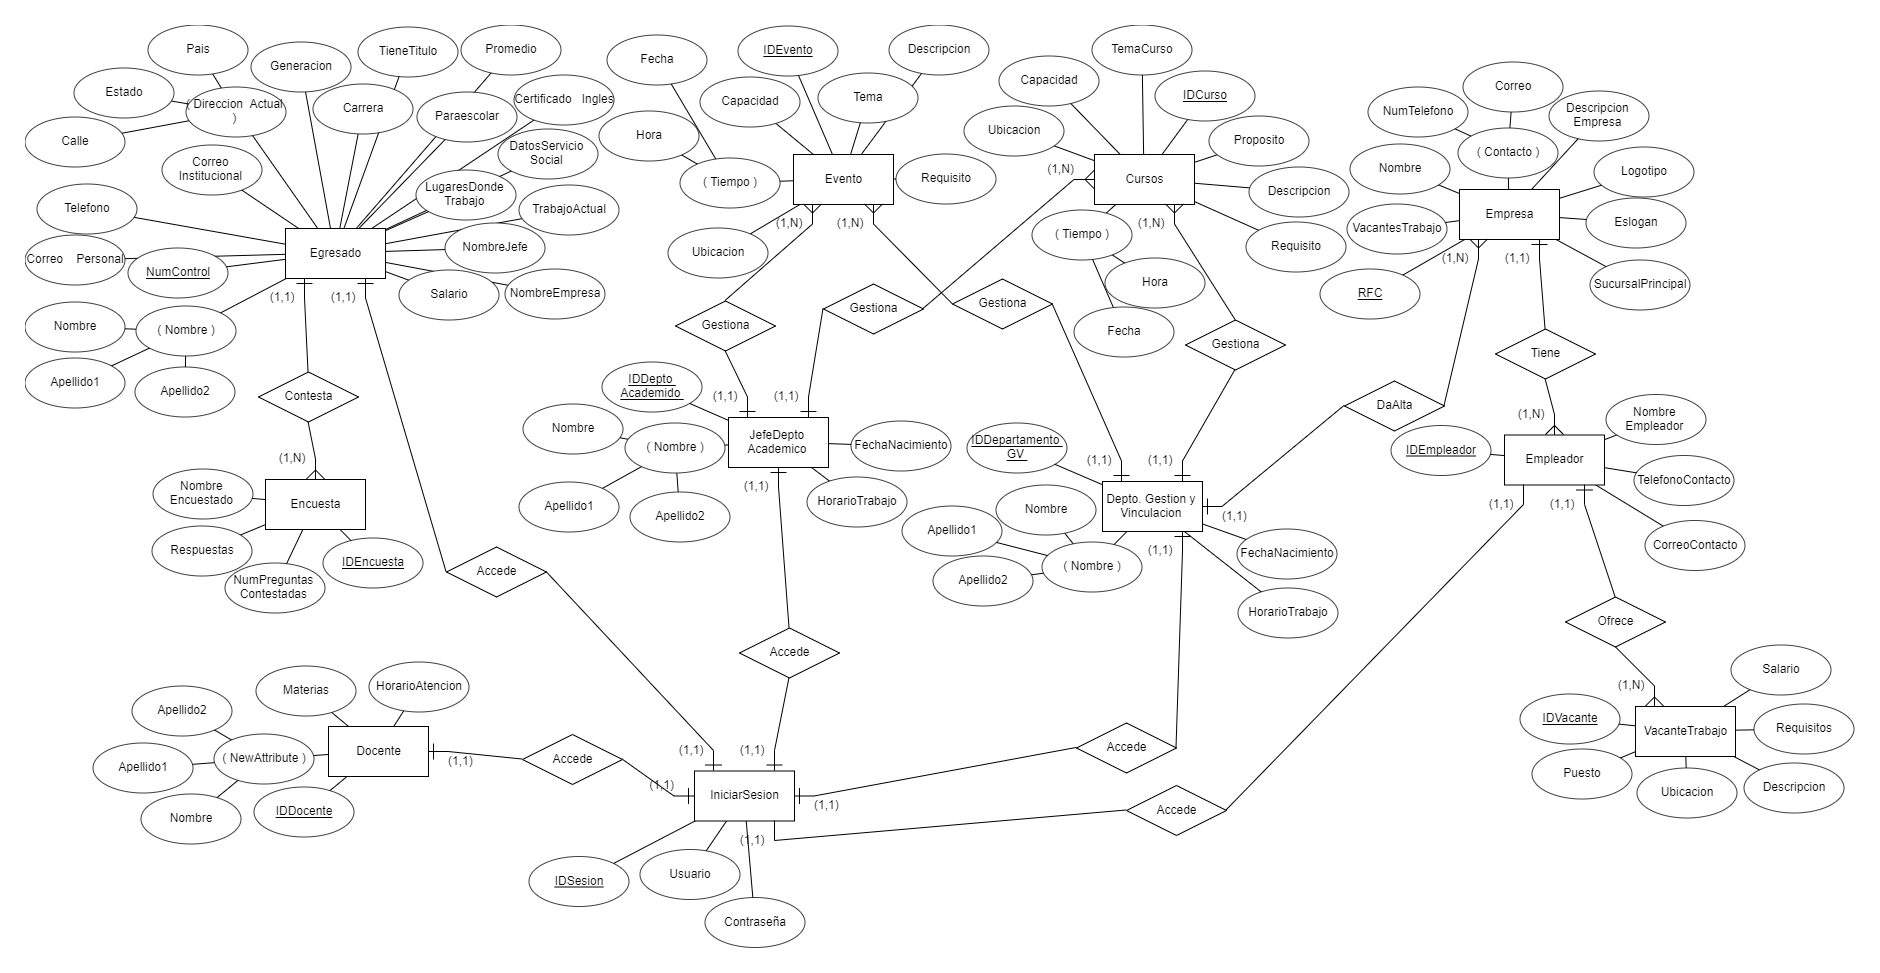 Pais
Generacion
TieneTitulo
Promedio
Estado
( Direccion Actual
)
Carrera
Certificado Ingles
Calle
Paraescolar
Correo
Institucional
DatosServicio
Social
Telefono
LugaresDonde
Trabajo
TrabajoActual
Correo Personal
NumControl
Egresado
NombreJefe
Salario
NombreEmpresa
(1,1)
(1,1)
Nombre
( Nombre )
Apellido1
Apellido2
Contesta
(1,N)
Nombre
Encuestado
Encuesta
Respuestas
NumPreguntas
Contestadas
IDEncuesta
Accede
Fecha
IDEvento
Descripcion
Capacidad
Tema
Hora
( Tiempo )
Evento
Requisito
Ubicacion
(1,N)
(1,N)
Gestiona
Gestiona
Gestiona
Gestiona
TemaCurso
Capacidad
IDCurso
Ubicacion
Proposito
(1,N)
Cursos
Descripcion
( Tiempo )
(1,N)
Requisito
Hora
Fecha
Correo
NumTelefono
Descripcion
Empresa
( Contacto )
Nombre
Logotipo
VacantesTrabajo
Empresa
Eslogan
RFC
(1,N)
(1,1)
SucursalPrincipal
Tiene
DaAlta
IDDepto
Academido
(1,1)
(1,1)
Nombre
( Nombre )
JefeDepto
Academico
FechaNacimiento
Apellido1
Apellido2
(1,1)
HorarioTrabajo
IDDepartamento
GV
(1,1)
(1,1)
Nombre
Depto. Gestion y
Vinculacion
(1,1)
Apellido1
( Nombre )
Apellido2
(1,1)
FechaNacimiento
HorarioTrabajo
(1,N)
Nombre
Empleador
IDEmpleador
Empleador
TelefonoContacto
(1,1)
(1,1)
CorreoContacto
Ofrece
(1,N)
Salario
IDVacante
VacanteTrabajo
Requisitos
Puesto
Ubicacion
Descripcion
Accede
Materias
HorarioAtencion
Apellido2
Apellido1
( NewAttribute )
Docente
(1,1)
Nombre
IDDocente
Accede
(1,1)
(1,1)
(1,1)
IniciarSesion
(1,1)
Accede
Accede
(1,1)
IDSesion
Usuario
Contraseña